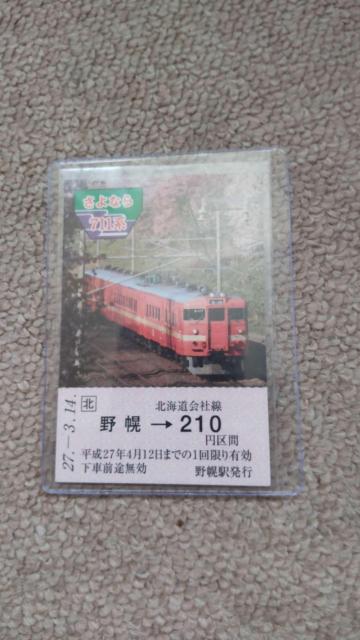 さよなら
711系
27.-3.14.
北
北海道会社線
野幌→210
円区間
平成27年4月12日までの1回限り有効
下車前途無効 野幌駅発行